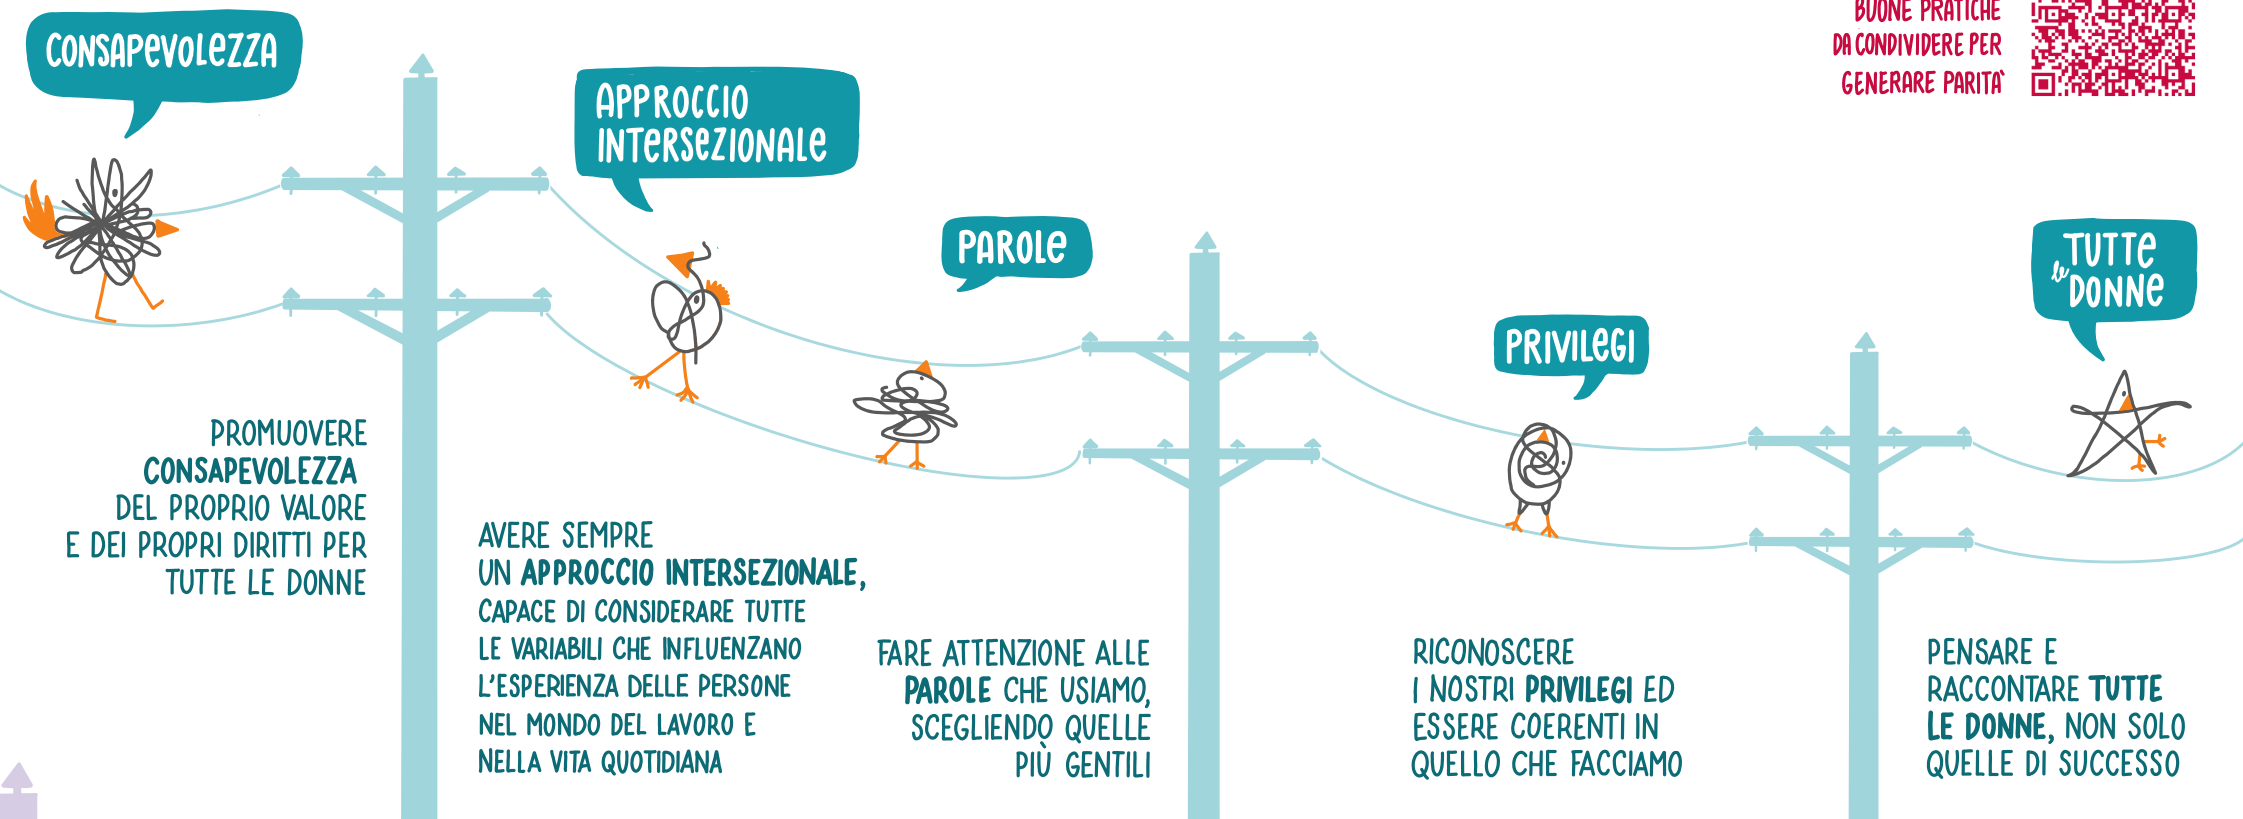 CONSAPEVOLEZZA
APPROCCIO
INTERSEZIONALE
PAROLE
PRIVILEGI
TUTTE
le DONNE
BUONE PRATICHE
DA CONDIVIDERE PER
GENERARE PARITA'
PROMUOVERE
CONSAPEVOLEZZA
DEL PROPRIO VALORE
E DEI PROPRI DIRITTI PER
TUTTE LE DONNE
AVERE SEMPRE
UN APPROCCIO INTERSEZIONALE,
CAPACE DI CONSIDERARE TUTTE
LE VARIABILI CHE INFLUENZANO
L'ESPERIENZA DELLE PERSONE
NEL MONDO DEL LAVORO E
NELLA VITA QUOTIDIANA
FARE ATTENZIONE ALLE
PAROLE CHE USIAMO,
SCEGLIENDO QUELLE
PIÙ GENTILI
RICONOSCERE
I NOSTRI PRIVILEGI ED
ESSERE COERENTI IN
QUELLO CHE FACCIAMO
PENSARE E
RACCONTARE TUTTE
LE DONNE, NON SOLO
QUELLE DI SUCCESSO